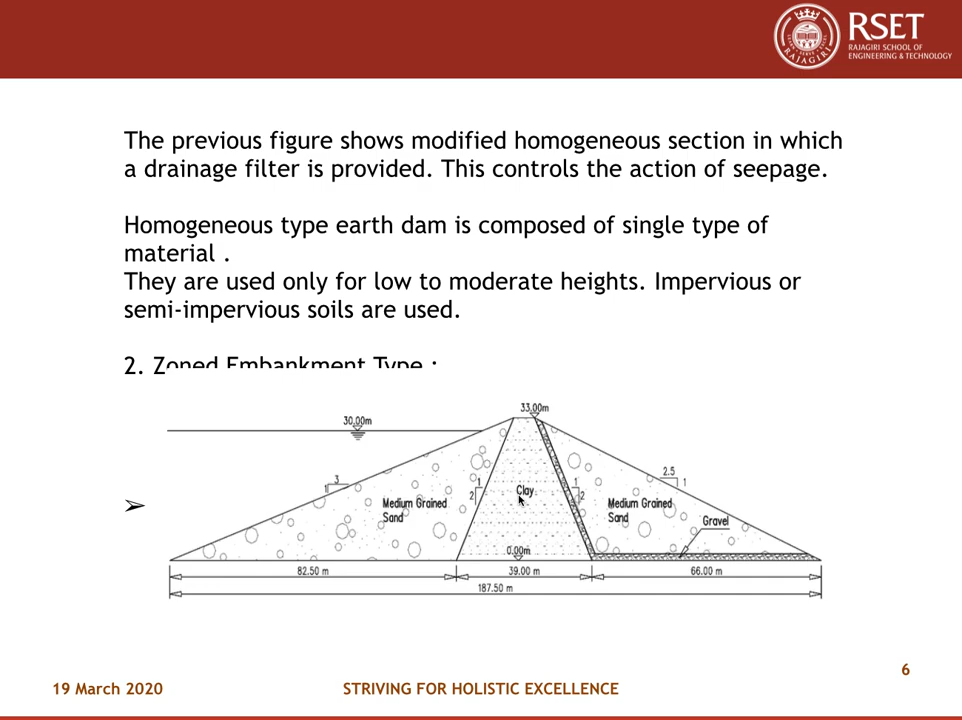 RSET
RAJAGIRI SCHOOL OF
ENGINEERING & TECHNOLOGY
RAJAGIRI
The previous figure shows modified homogeneous section in which
a drainage filter is provided. This controls the action of seepage.
Homogeneous type earth dam is composed of single type of
material .
They are used only for low to moderate heights. Impervious or
semi-impervious soils are used.
2. Zoned Embankment Type :
33.00m
30.00m
3
1
1
2
Clay
1
2
2.5
1
Medium Grained
Sand
Medium Grained
Sand
Gravel
0.00m
82.50 m
39.00 m
66.00 m
187.50 m
6
19 March 2020
STRIVING FOR HOLISTIC EXCELLENCE